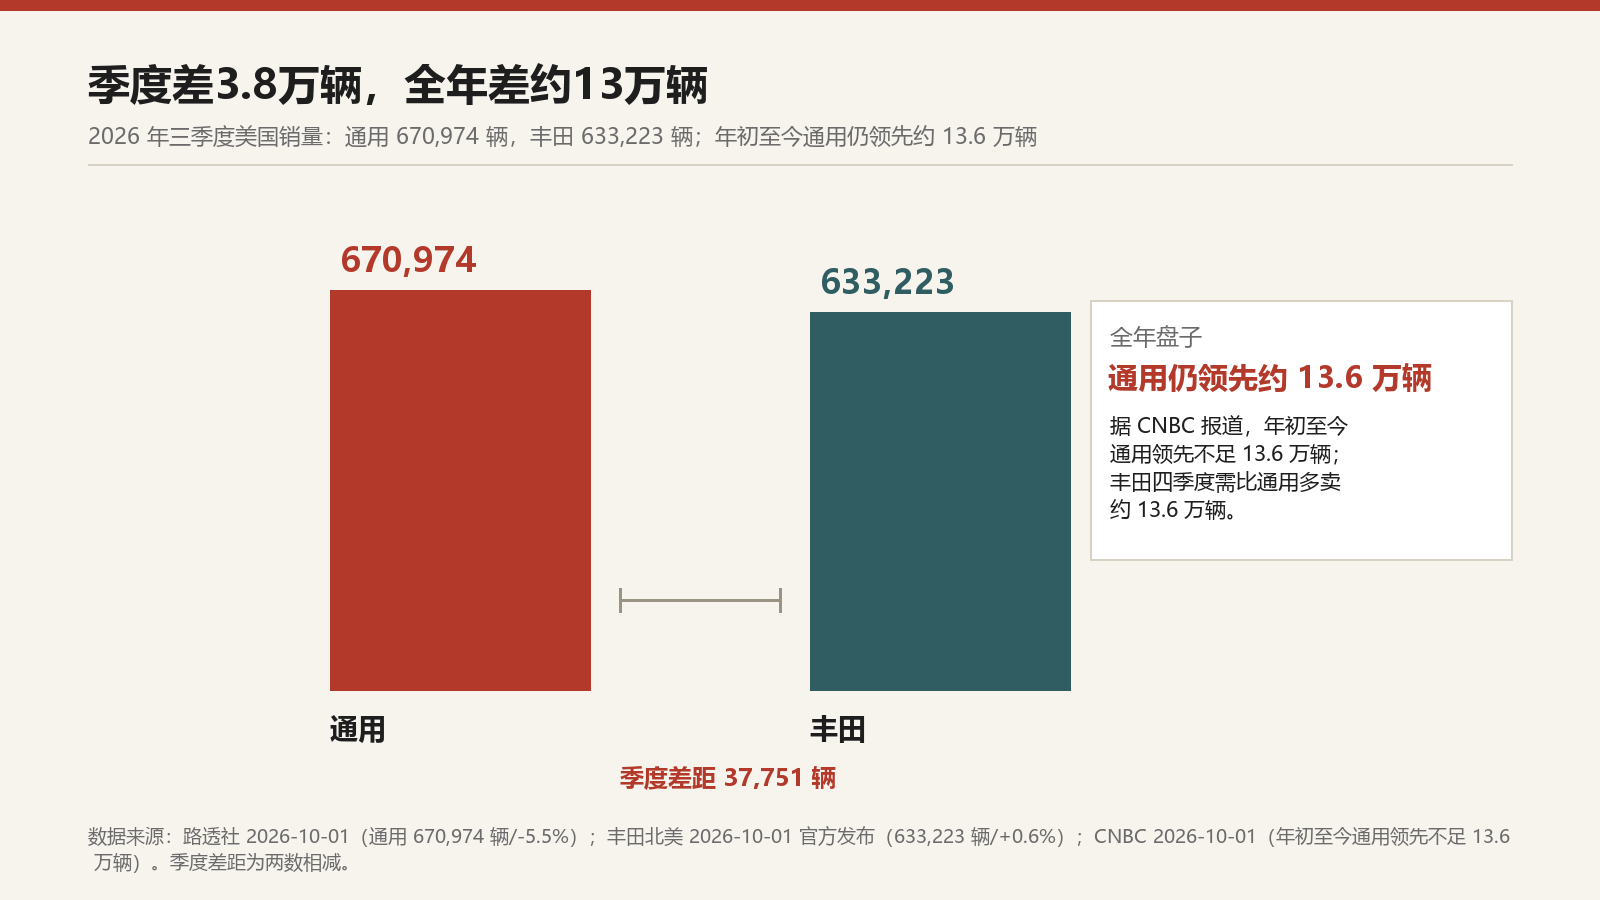 季度差3.8万辆，全年差约13万辆
2026 年三季度美国销量：通用 670,974 辆，丰田 633,223 辆；年初至今通用仍领先约 13.6 万辆
670,974
633,223
全年盘子
通用仍领先约 13.6 万辆
据 CNBC 报道，年初至今
通用领先不足 13.6 万辆；
丰田四季度需比通用多卖
约 13.6 万辆。
通用
丰田
季度差距 37,751 辆
数据来源：路透社 2026-10-01（通用 670,974 辆/-5.5%）；丰田北美 2026-10-01 官方发布（633,223 辆/+0.6%）；CNBC 2026-10-01（年初至今通用领先不足 13.6
万辆）。季度差距为两数相减。